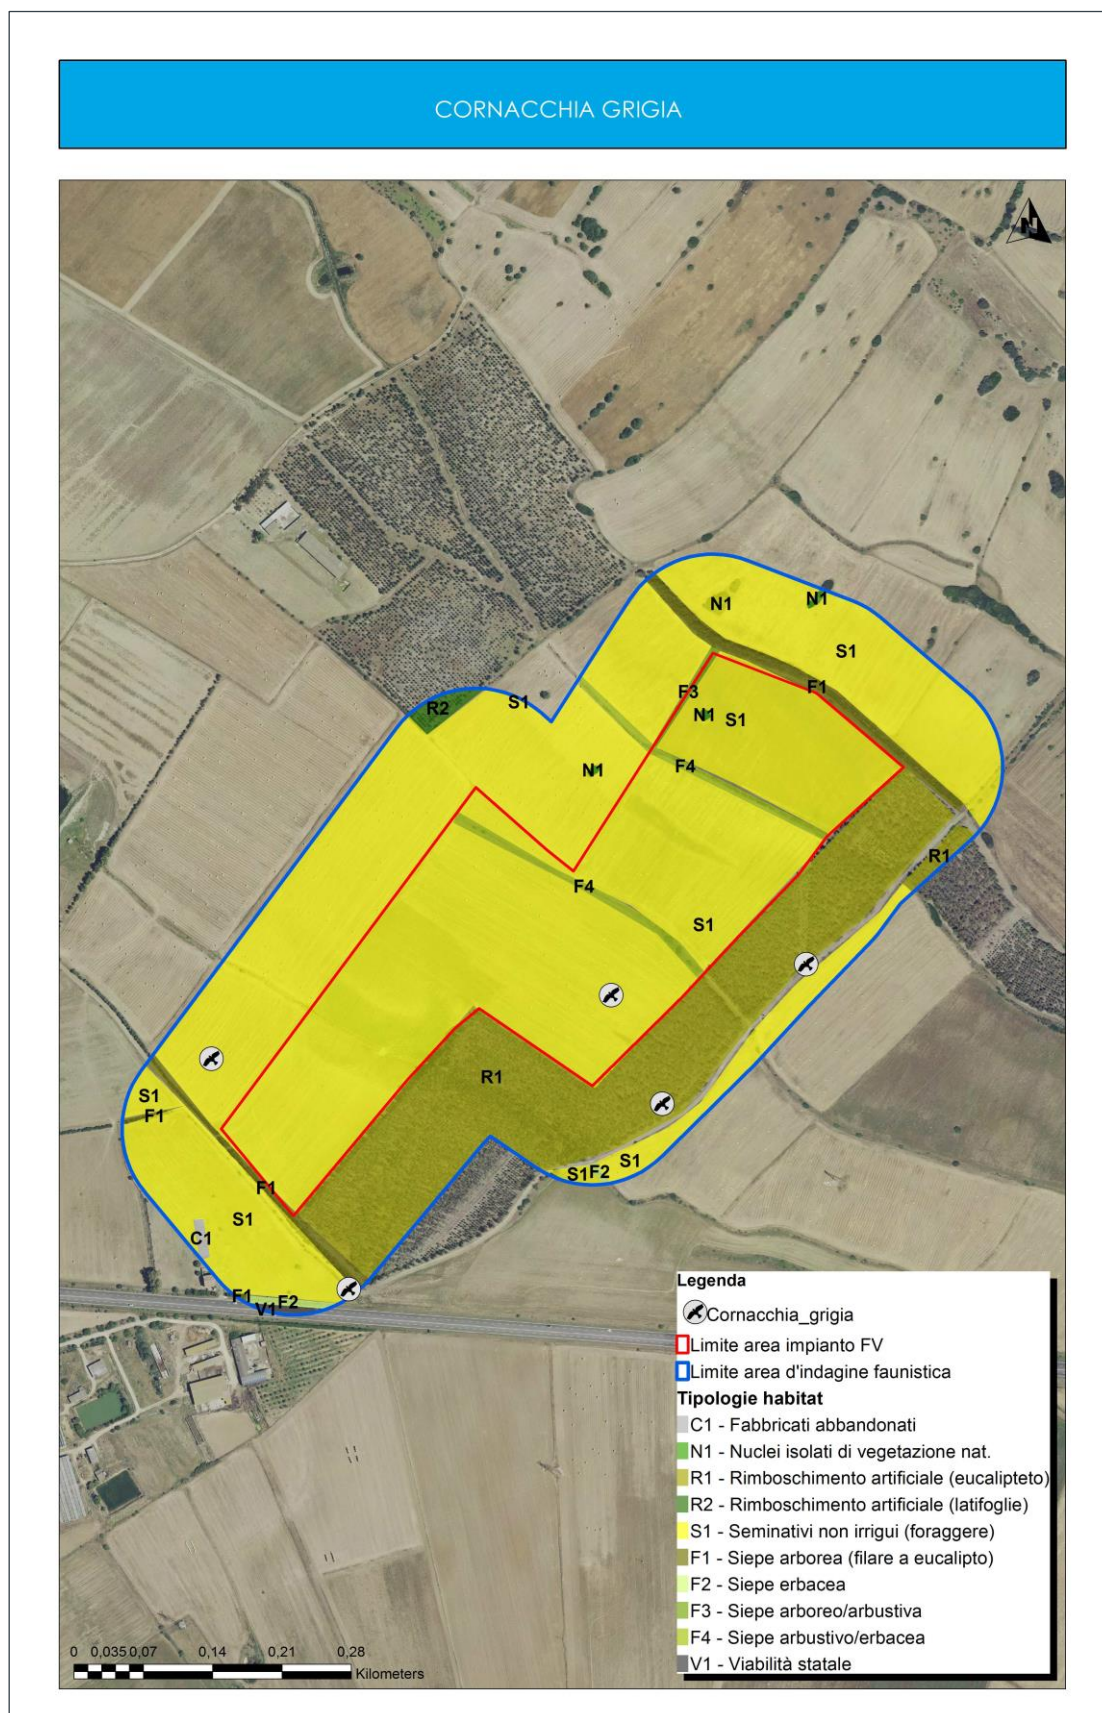 CORNACCHIA GRIGIA
N
N1
N1
S1
F3
F1
R2
S1
N1
S1
F4
N1
R1
F4
S1
R1
S1
F1
S1
S1
F2
F1
S1
C1
F1
F2
V1
Legenda
Cornacchia_grigia
Limite area impianto FV
Limite area d'indagine faunistica
Tipologie habitat
C1 - Fabbricati abbandonati
N1 - Nuclei isolati di vegetazione nat.
R1 - Rimboschimento artificiale (eucalipteto)
R2 - Rimboschimento artificiale (latifoglie)
S1 - Seminativi non irrigui (foraggere)
F1 - Siepe arborea (filare a eucalipto)
F2 - Siepe erbacea
F3 - Siepe arboreo/arbustiva
F4 - Siepe arbustivo/erbacea
V1 - Viabilità statale
0 0,035 0,07 0,14 0,21 0,28
Kilometers